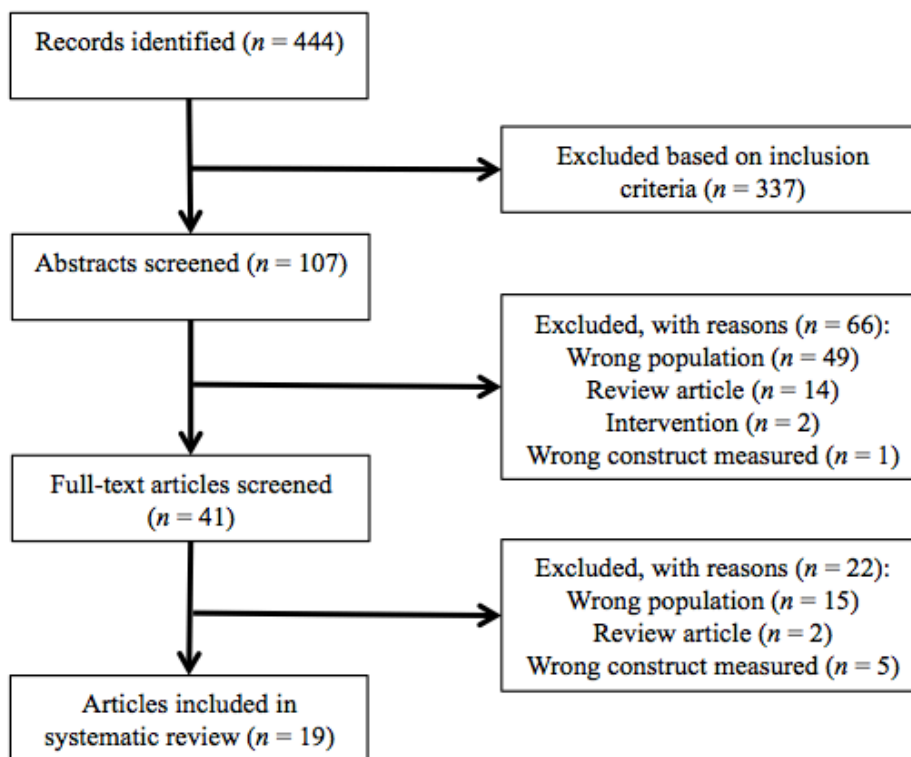 Records identified (n = 444)
Excluded based on inclusion
criteria (n = 337)
Abstracts screened (n = 107)
Excluded, with reasons (n = 66):
Wrong population (n = 49)
Review article (n = 14)
Intervention (n = 2)
Wrong construct measured (n = 1)
Full-text articles screened
(n = 41)
Excluded, with reasons (n = 22):
Wrong population (n = 15)
Review article (n = 2)
Wrong construct measured (n = 5)
Articles included in
systematic review (n = 19)